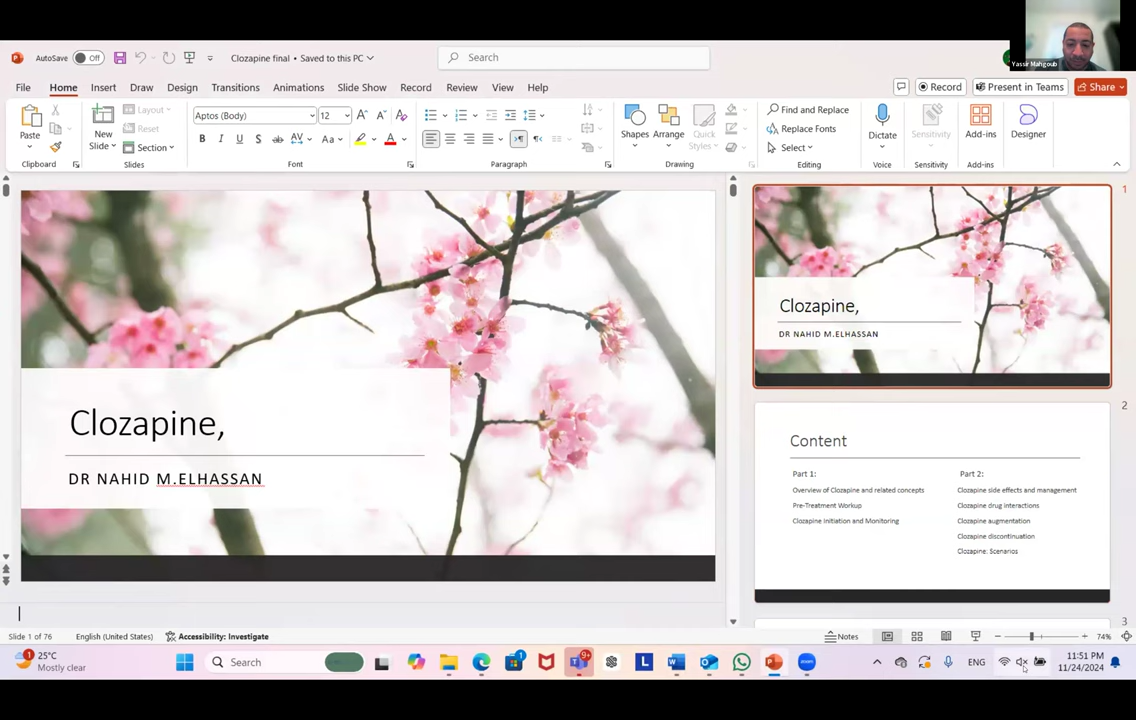 Yassir Mahgoub
AutoSave Off Clozapine final • Saved to this PC Search
File Home Insert Draw Design Transitions Animations Slide Show Record Review View Help Record Present in Teams Share
Paste New Slide Layout Reset Section Aptos (Body) 12 Shapes Arrange Quick Styles Find and Replace Replace Fonts Select Dictate Sensitivity Add-ins Designer
Clipboard Slides Font Paragraph Drawing Editing Voice Sensitivity Add-ins
Clozapine,
DR NAHID M.ELHASSAN
1
Clozapine,
DR NAHID M.ELHASSAN
2
Content
Part 1:
Overview of Clozapine and related concepts
Pre-Treatment Workup
Clozapine Initiation and Monitoring
Part 2:
Clozapine side effects and management
Clozapine drug interactions
Clozapine augmentation
Clozapine discontinuation
Clozapine: Scenarios
3
Slide 1 of 76 English (United States) Accessibility: Investigate Notes 74%
1 25°C
Mostly clear
Search
1
9+
ENG
11:51 PM
11/24/2024